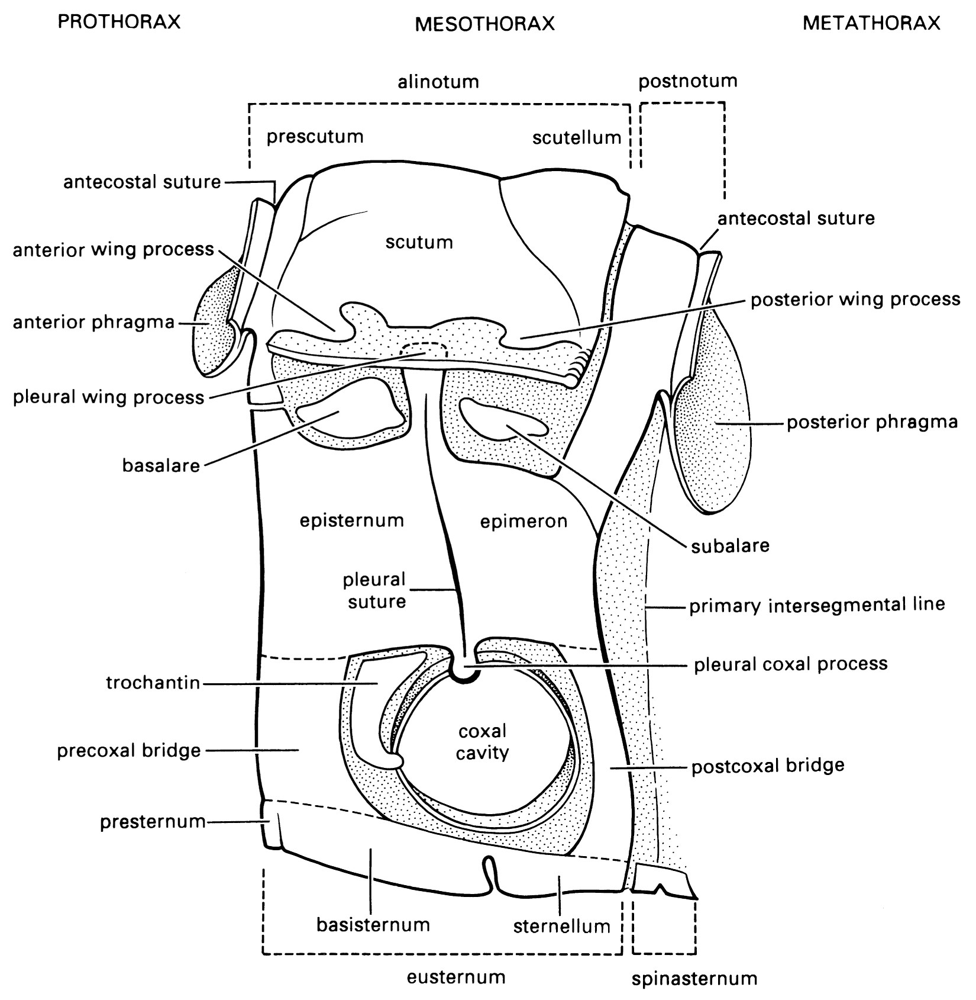 PROTHORAX
MESOTHORAX
METATHORAX
alinotum
postnotum
prescutum
scutellum
antecostal suture
antecostal suture
anterior wing process
scutum
posterior wing process
anterior phragma
pleural wing process
posterior phragma
basalare
episternum
epimeron
subalare
pleural
suture
primary intersegmental line
pleural coxal process
trochantin
coxal
cavity
precoxal bridge
postcoxal bridge
presternum
basisternum
sternellum
eusternum
spinasternum